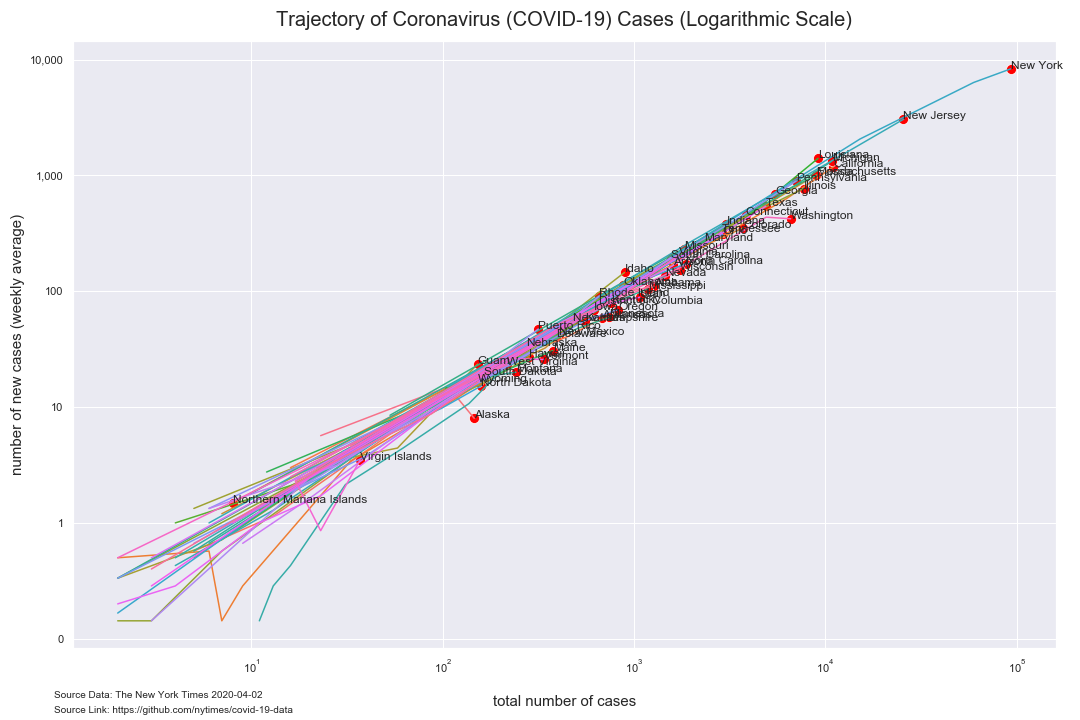 Trajectory of Coronavirus (COVID-19) Cases (Logarithmic Scale)
number of new cases (weekly average)
10,000
1,000
100
10
1
0
New York
New Jersey
Louisiana
Michigan
California
Massachusetts
Pennsylvania
Illinois
Georgia
Texas
Connecticut
Washington
Indiana
Colorado
Tennessee
Maryland
Missouri
Virginia
South Carolina
North Carolina
Wisconsin
Arizona
Nevada
Idaho
Oklahoma
Alabama
Mississippi
Rhode Island
District of Columbia
Iowa
Oregon
Puerto Rico
New Mexico
Delaware
Nebraska
Maine
Hawaii
Vermont
Guam
West Virginia
Montana
South Dakota
Wyoming
North Dakota
Alaska
Virgin Islands
Northern Mariana Islands
10¹
10²
10³
10⁴
10⁵
total number of cases
Source Data: The New York Times 2020-04-02
Source Link: https://github.com/nytimes/covid-19-data